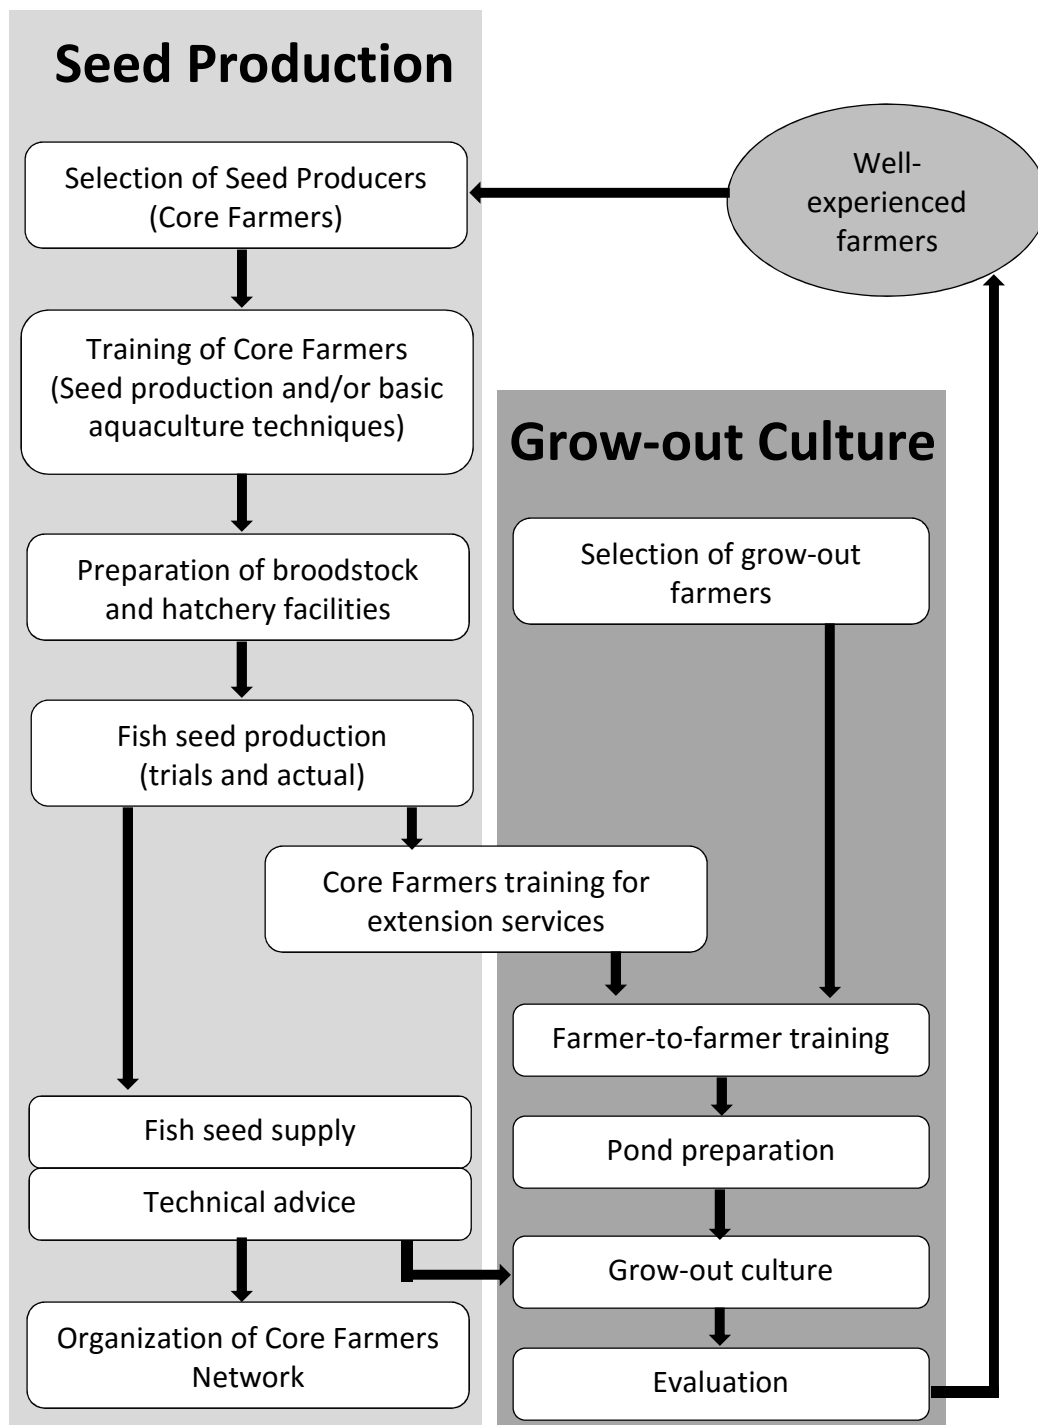 Seed Production
Selection of Seed Producers
(Core Farmers)
Well-
experienced
farmers
Training of Core Farmers
(Seed production and/or basic
aquaculture techniques)
Grow-out Culture
Preparation of broodstock
and hatchery facilities
Selection of grow-out
farmers
Fish seed production
(trials and actual)
Core Farmers training for
extension services
Farmer-to-farmer training
Fish seed supply
Pond preparation
Technical advice
Grow-out culture
Organization of Core Farmers
Network
Evaluation